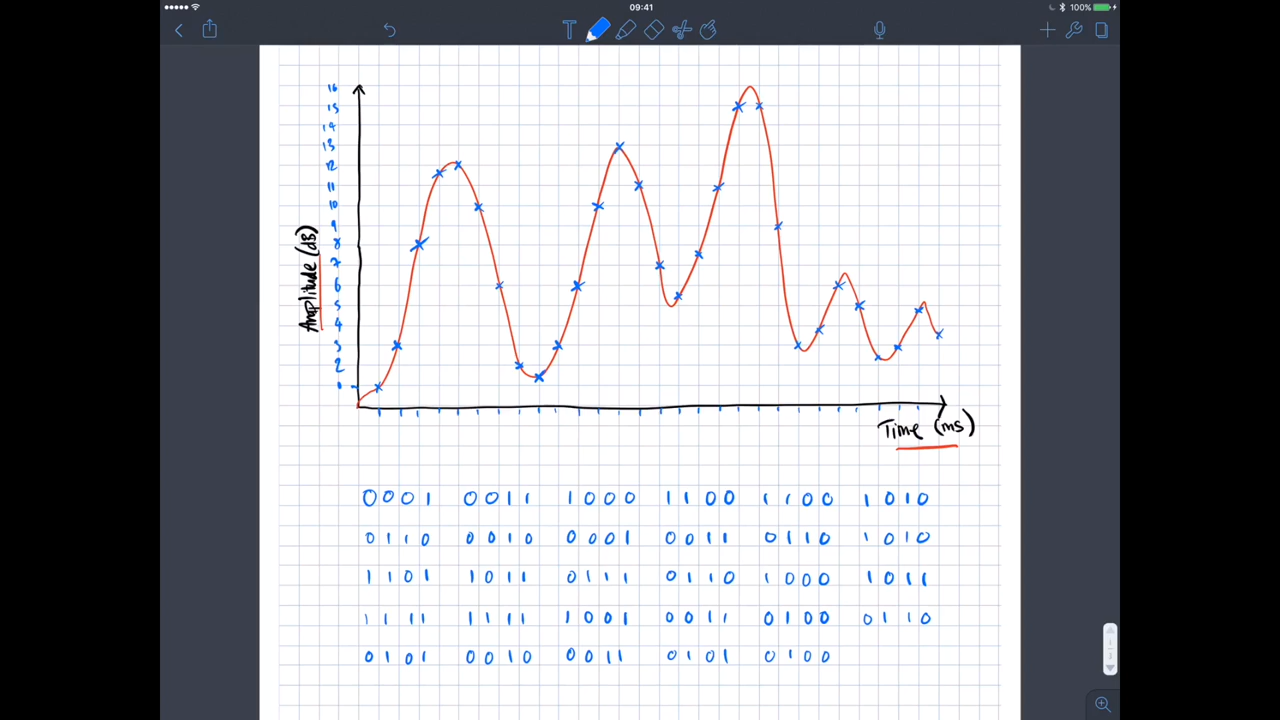 09:41
100%
T
16
15
14
13
12
11
10
9
8
7
6
5
4
3
2
Amplitude (dB)
Time (ms)
0001 0011 1000 1100 1100 1010
0110 0010 0001 0011 0110 1010
1101 1011 0111 0110 1000 1011
1111 1111 1001 0011 0100 0110
0101 0010 0011 0101 0100